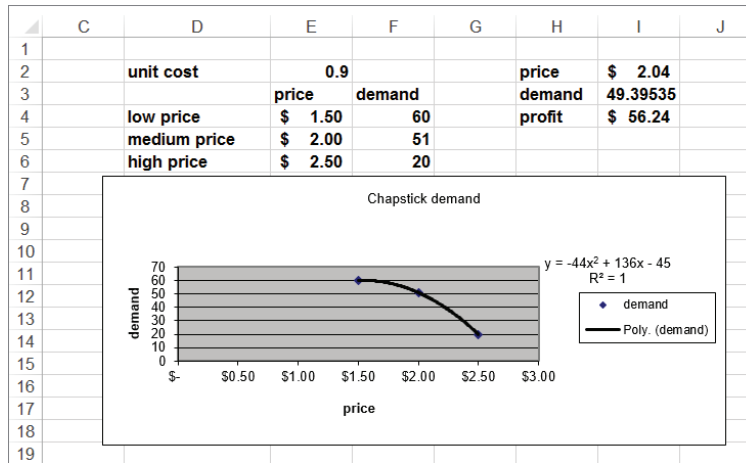 C D E F G H I J
1
2 unit cost 0.9 price $ 2.04
3 price demand demand 49.39535
4 low price $ 1.50 60 profit $ 56.24
5 medium price $ 2.00 51
6 high price $ 2.50 20
7
8
9
10
11
12
13
14
15
16
17
18
19
Chapstick demand
y = -44x² + 136x - 45
R² = 1
demand
70
60
50
40
30
20
10
0
$- $0.50 $1.00 $1.50 $2.00 $2.50 $3.00
price
demand
Poly. (demand)